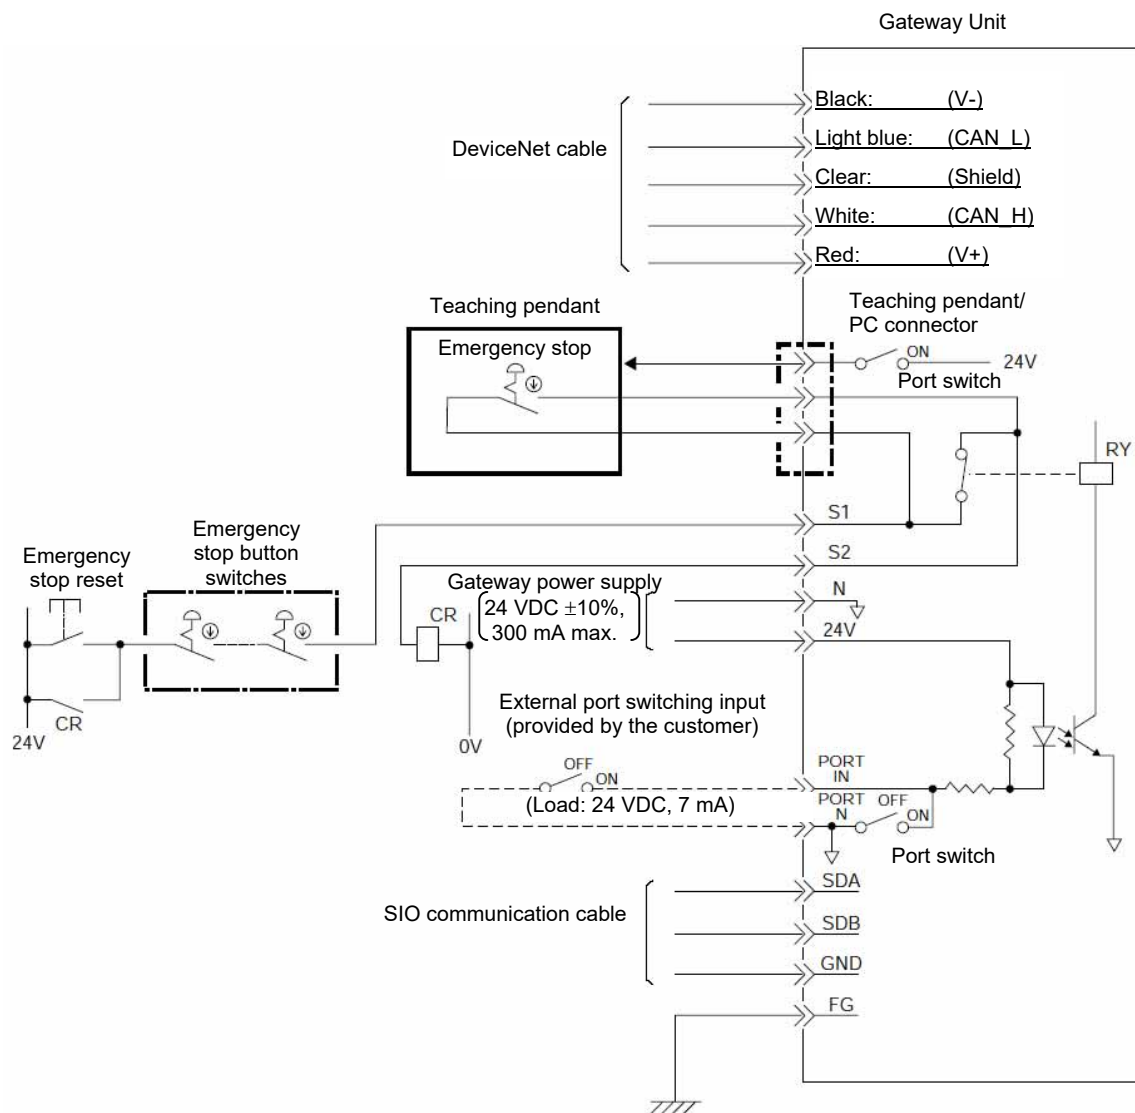 Gateway Unit
Black: (V-)
Light blue: (CAN_L)
DeviceNet cable
Clear: (Shield)
White: (CAN_H)
Red: (V+)
Teaching pendant
Teaching pendant/
PC connector
Emergency stop
ON
24V
Port switch
RY
S1
Emergency
stop button
switches
Emergency
stop reset
S2
Gateway power supply
24 VDC ±10%,
300 mA max.
N
24V
CR
CR
24V
0V
External port switching input
(provided by the customer)
OFF
ON
(Load: 24 VDC, 7 mA)
PORT
IN
PORT
N
OFF
ON
Port switch
SIO communication cable
SDA
SDB
GND
FG